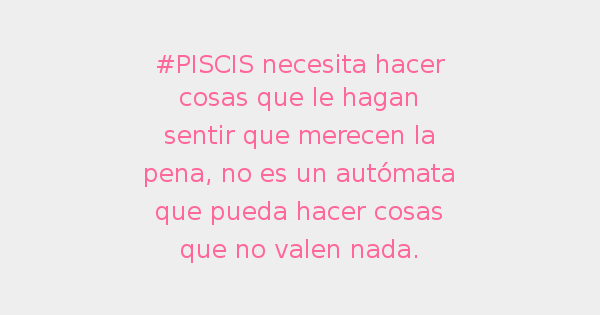 #PISCIS necesita hacer
cosas que le hagan
sentir que merecen la
pena, no es un autómata
que pueda hacer cosas
que no valen nada.